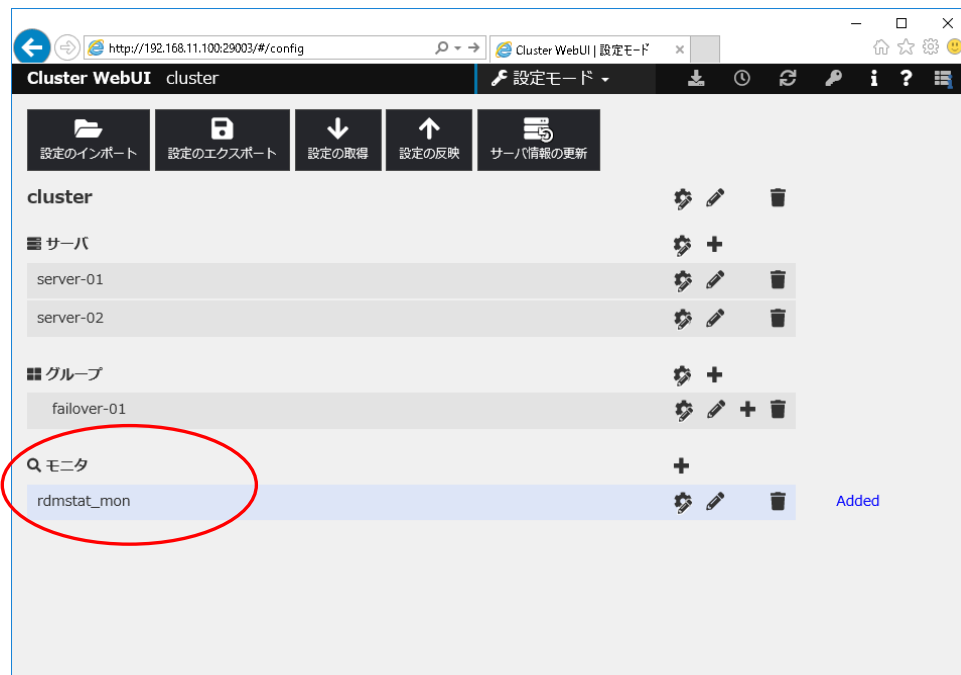 http://192.168.11.100:29003/#/config
Cluster WebUI | 設定モード
Cluster WebUI cluster 設定モード
設定のインポート 設定のエクスポート 設定の取得 設定の反映 サーバ情報の更新
cluster
サーバ
server-01
server-02
グループ
failover-01
モニタ
rdmstat_mon Added